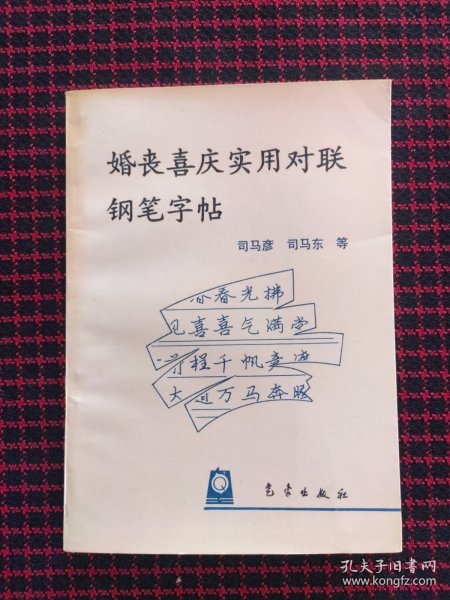 婚丧喜庆实用对联
钢笔字帖
司马彦 司马东 等
春光拂
见喜喜气满堂
程千帆竞游
大道万马奔腾
气象出版社
孔夫子旧书网
www.kongfz.com